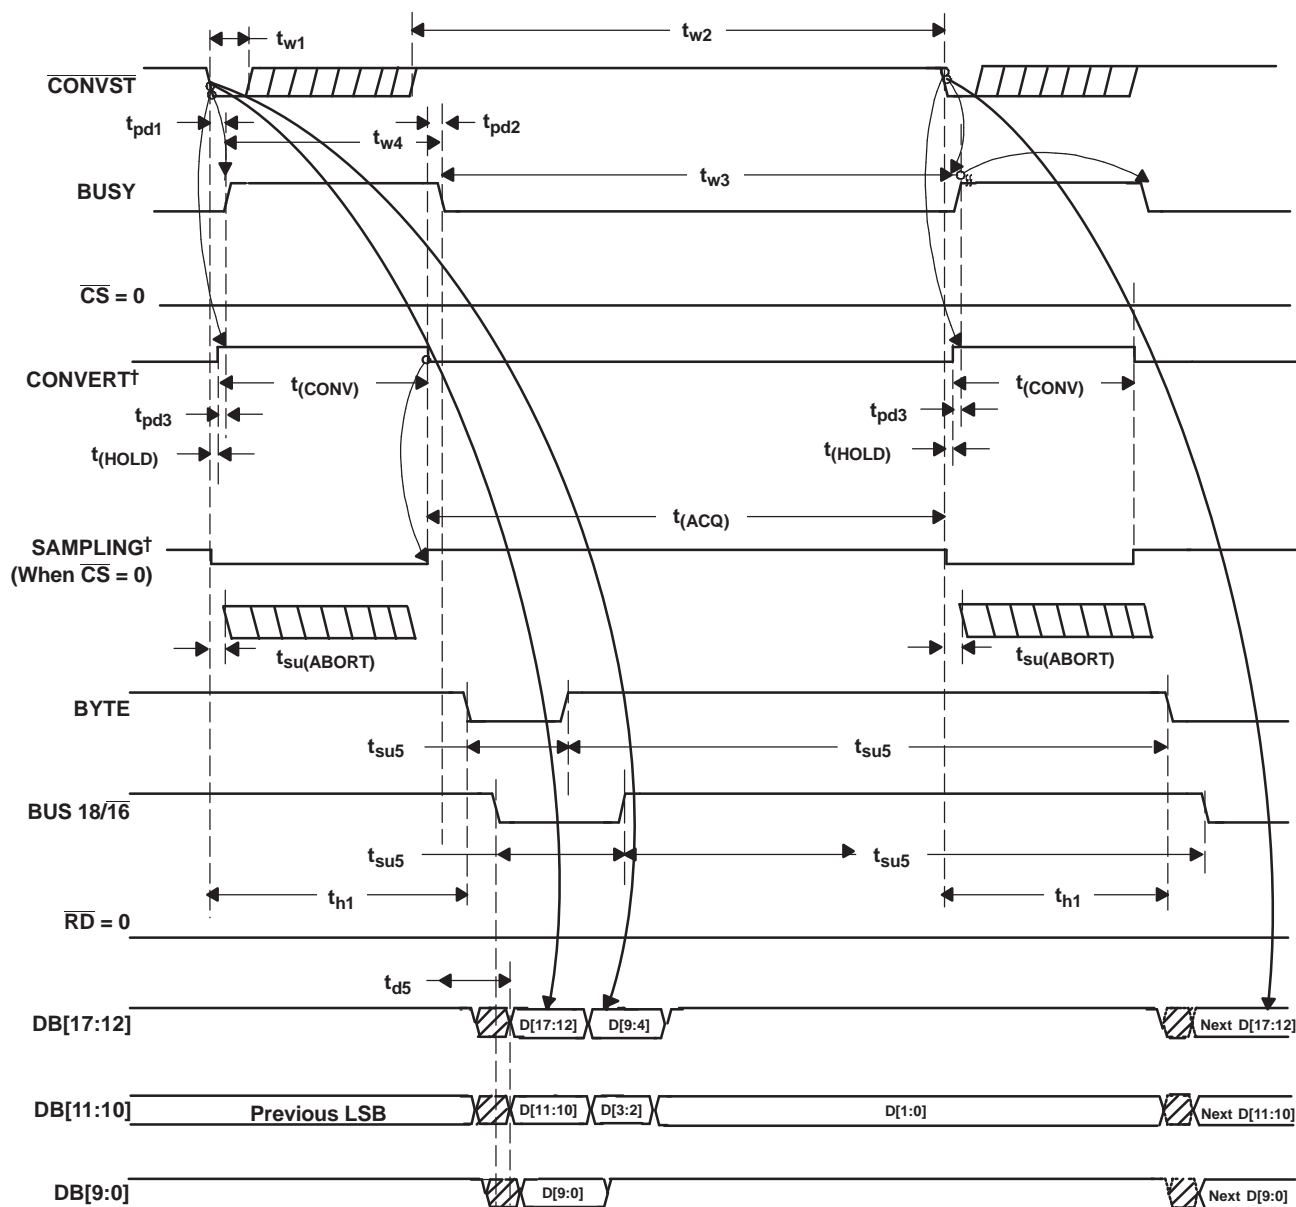 tw1
tw2
CONVST
tpd1
tw4
tpd2
BUSY
tw3
CS = 0
CONVERT†
t(CONV)
t(CONV)
tpd3
tpd3
t(HOLD)
t(HOLD)
t(ACQ)
SAMPLING†
(When CS = 0)
tsu(ABORT)
tsu(ABORT)
BYTE
tsu5
tsu5
BUS 18/16
tsu5
tsu5
th1
th1
RD = 0
td5
DB[17:12]
D[17:12]
D[9:4]
Next D[17:12]
DB[11:10]
Previous LSB
D[11:10]
D[3:2]
D[1:0]
Next D[11:10]
DB[9:0]
D[9:0]
Next D[9:0]